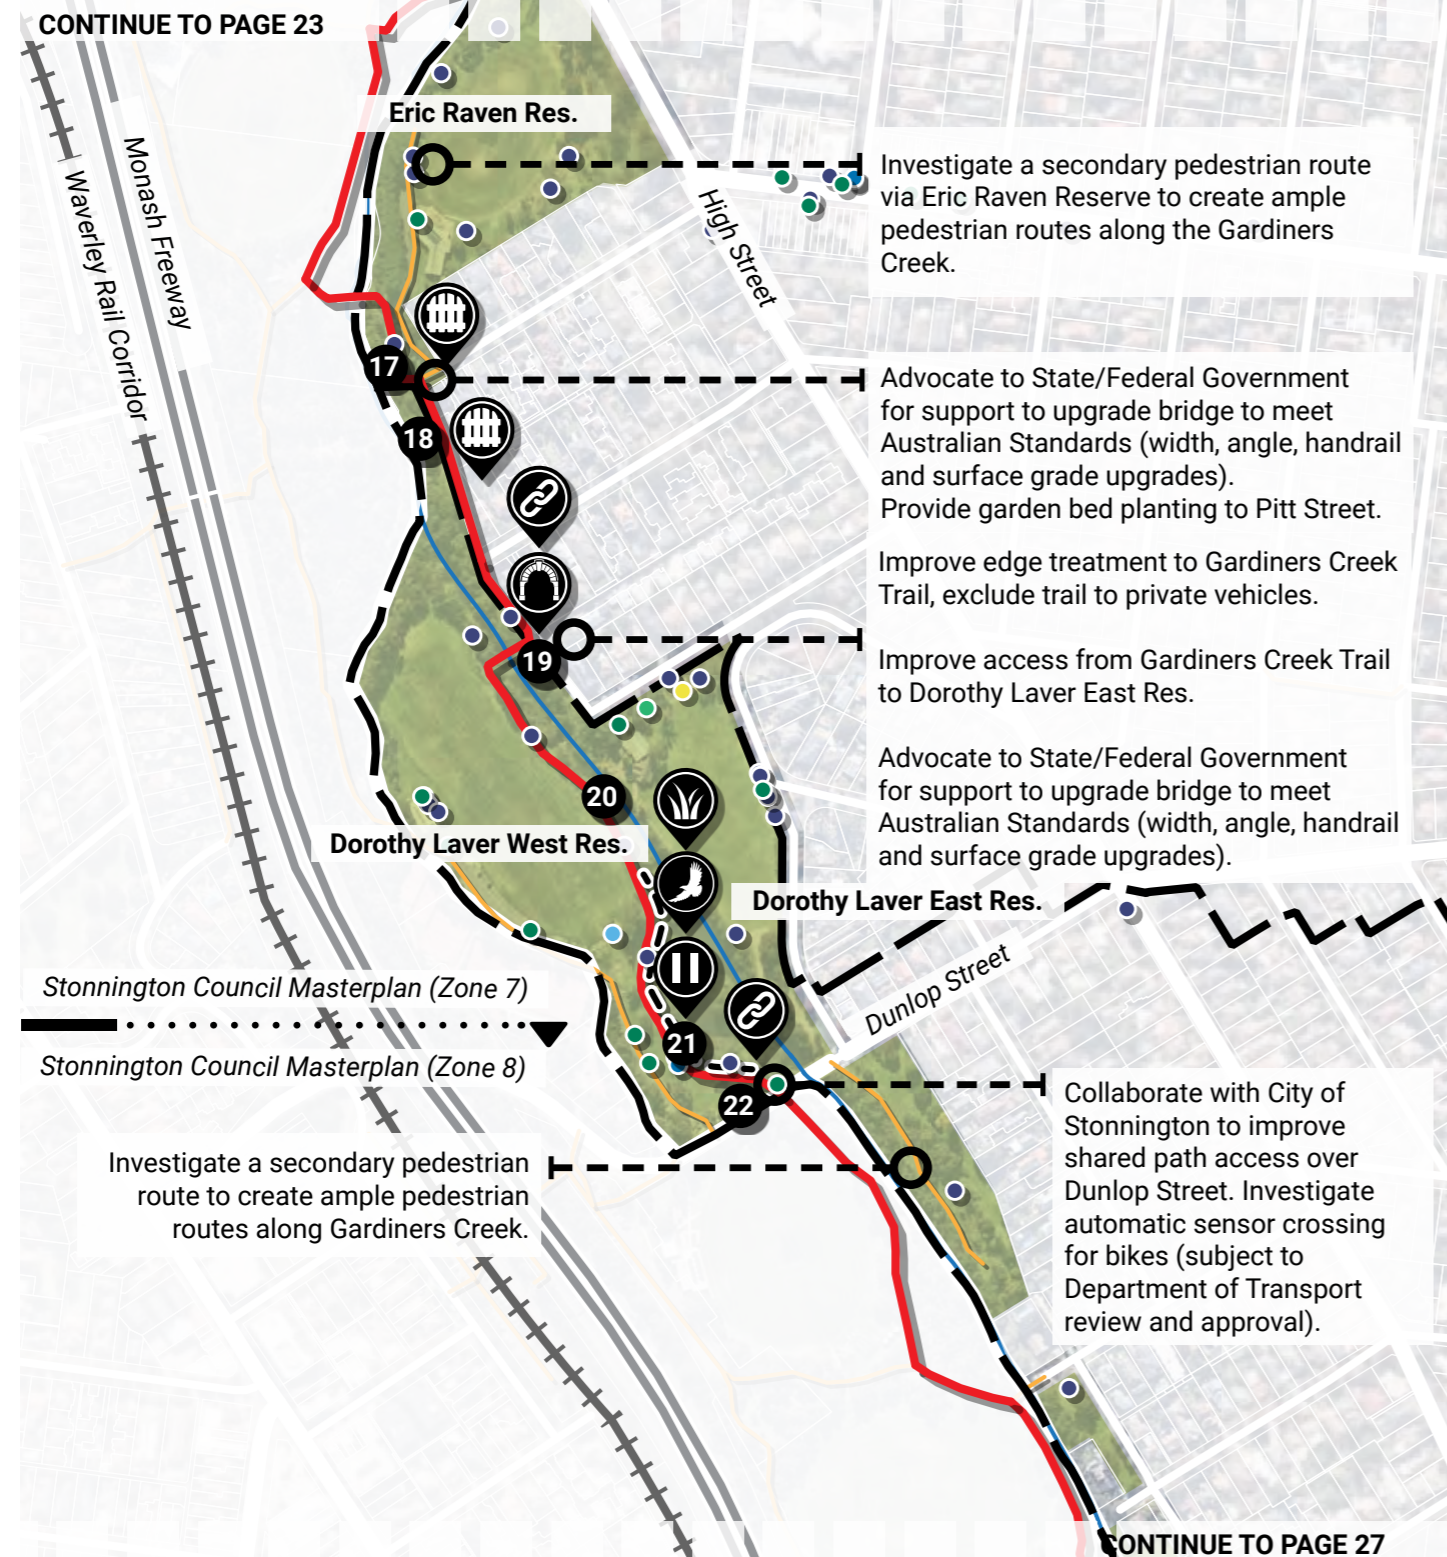 CONTINUE TO PAGE 23
Eric Raven Res.
Monash Freeway
Waverley Rail Corridor
High Street
Investigate a secondary pedestrian route
via Eric Raven Reserve to create ample
pedestrian routes along the Gardiners
Creek.
17
18
Advocate to State/Federal Government
for support to upgrade bridge to meet
Australian Standards (width, angle, handrail
and surface grade upgrades).
Provide garden bed planting to Pitt Street.
Improve edge treatment to Gardiners Creek
Trail, exclude trail to private vehicles.
19
Improve access from Gardiners Creek Trail
to Dorothy Laver East Res.
Advocate to State/Federal Government
for support to upgrade bridge to meet
Australian Standards (width, angle, handrail
and surface grade upgrades).
20
Dorothy Laver West Res.
Dorothy Laver East Res.
Dunlop Street
Stonnington Council Masterplan (Zone 7)
Stonnington Council Masterplan (Zone 8)
21
22
Collaborate with City of
Stonnington to improve
shared path access over
Dunlop Street. Investigate
automatic sensor crossing
for bikes (subject to
Department of Transport
review and approval).
Investigate a secondary pedestrian
route to create ample pedestrian
routes along Gardiners Creek.
CONTINUE TO PAGE 27